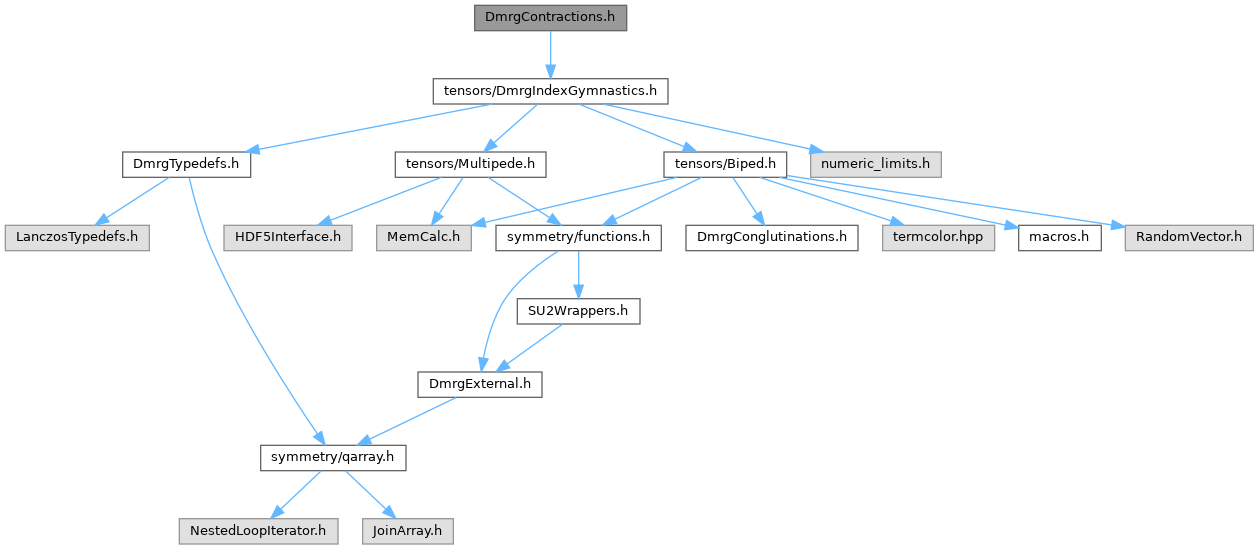 DmrgContractions.h
tensors/DmrgIndexGymnastics.h
DmrgTypedefs.h
tensors/Multipede.h
tensors/Biped.h
numeric_limits.h
LanczosTypedefs.h
HDF5Interface.h
MemCalc.h
symmetry/functions.h
DmrgConglutinations.h
termcolor.hpp
macros.h
RandomVector.h
SU2Wrappers.h
DmrgExternal.h
symmetry/qarray.h
NestedLoopIterator.h
JoinArray.h